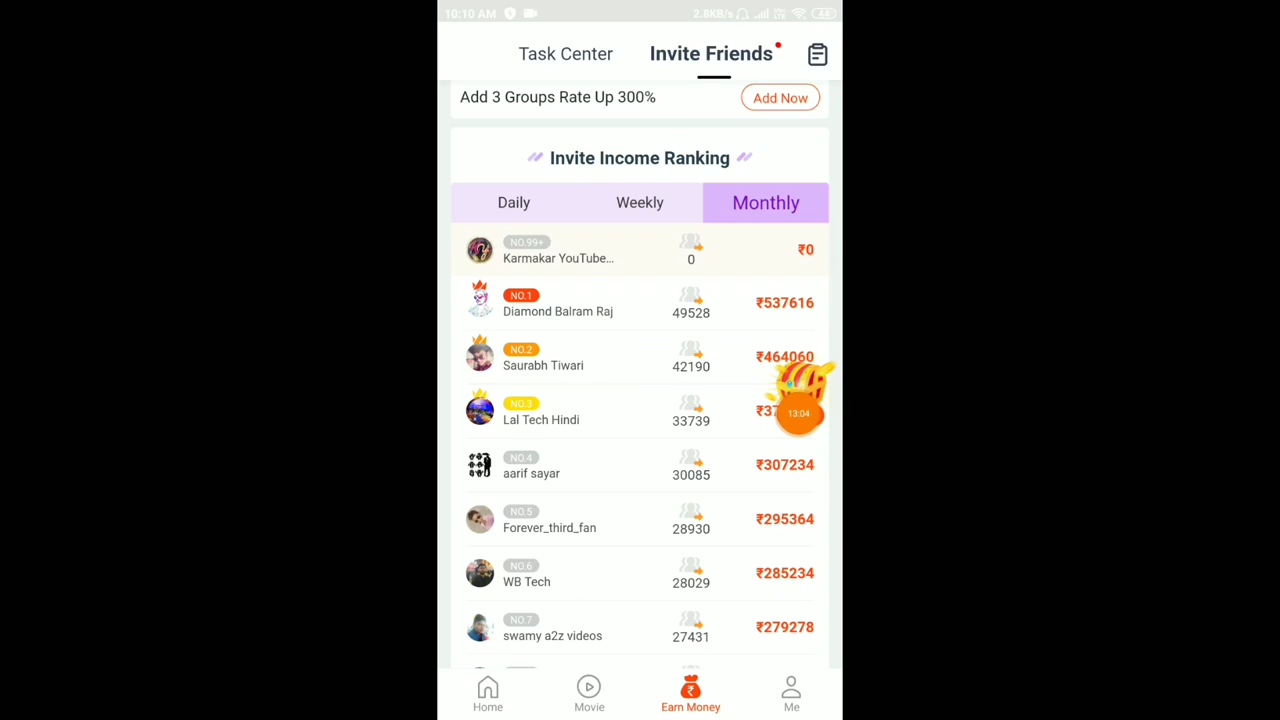 10:10 AM 2.8KB/s 44
Task Center Invite Friends
Add 3 Groups Rate Up 300% Add Now
Invite Income Ranking
Daily Weekly Monthly
NO.99+
Karmakar YouTube... 0 ₹0
NO.1
Diamond Balram Raj 49528 ₹537616
NO.2
Saurabh Tiwari 42190 ₹464060
NO.3
Lal Tech Hindi 33739
13:04
NO.4
aarif sayar 30085 ₹307234
NO.5
Forever_third_fan 28930 ₹295364
NO.6
WB Tech 28029 ₹285234
NO.7
swamy a2z videos 27431 ₹279278
Home Movie Earn Money Me